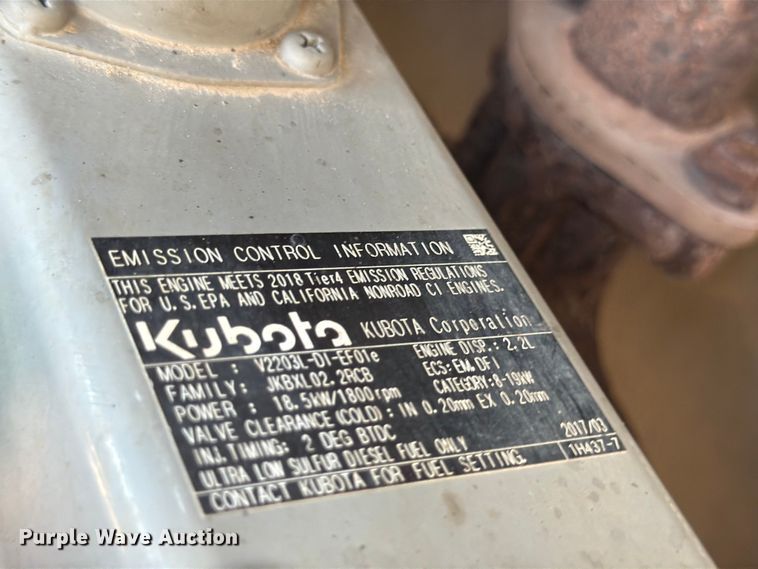 EMISSION CONTROL INFORMATION
THIS ENGINE MEETS 2018 Tier4 EMISSION REGULATIONS
FOR U.S.EPA AND CALIFORNIA NONROAD CI ENGINES.
Kubota KUBOTA Corporation
MODEL : V2203L-DI-EF01e ENGINE DISP.: 2.2L
FAMILY: JKBXL02.2RCB ECS: EM,DFI
POWER : 18.5kW/1800rpm CATEGORY:8-19kW
VALVE CLEARANCE(COLD): IN 0.20mm EX 0.20mm
INJ.TIMING: 2 DEG BTDC
ULTRA LOW SULFUR DIESEL FUEL ONLY 2017/03
CONTACT KUBOTA FOR FUEL SETTING. 1H437-7
Purple Wave Auction